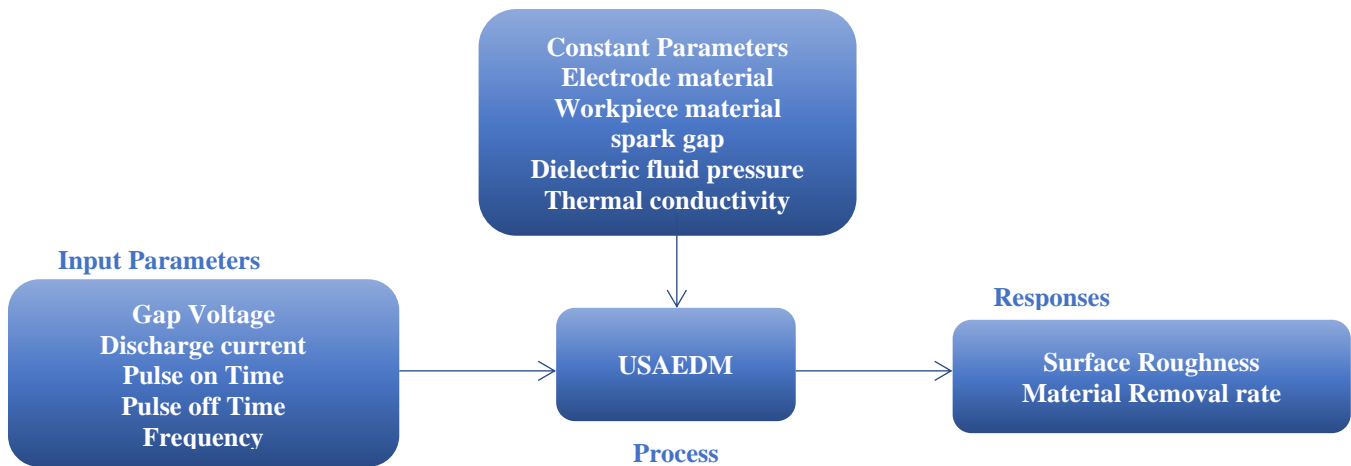 Constant Parameters
Electrode material
Workpiece material
spark gap
Dielectric fluid pressure
Thermal conductivity
Input Parameters
Gap Voltage
Discharge current
Pulse on Time
Pulse off Time
Frequency
USAEDM
Process
Responses
Surface Roughness
Material Removal rate